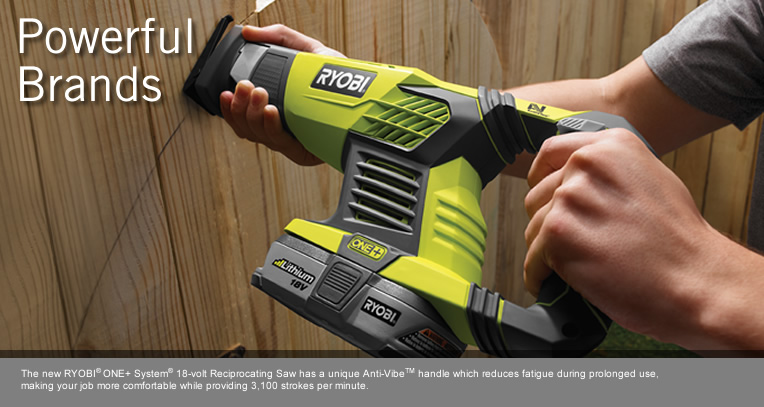 Powerful
Brands
RYOBI
AV
ONE+
Lithium
18V
RYOBI
The new RYOBI® ONE+ System® 18-volt Reciprocating Saw has a unique Anti-Vibe™ handle which reduces fatigue during prolonged use,
making your job more comfortable while providing 3,100 strokes per minute.